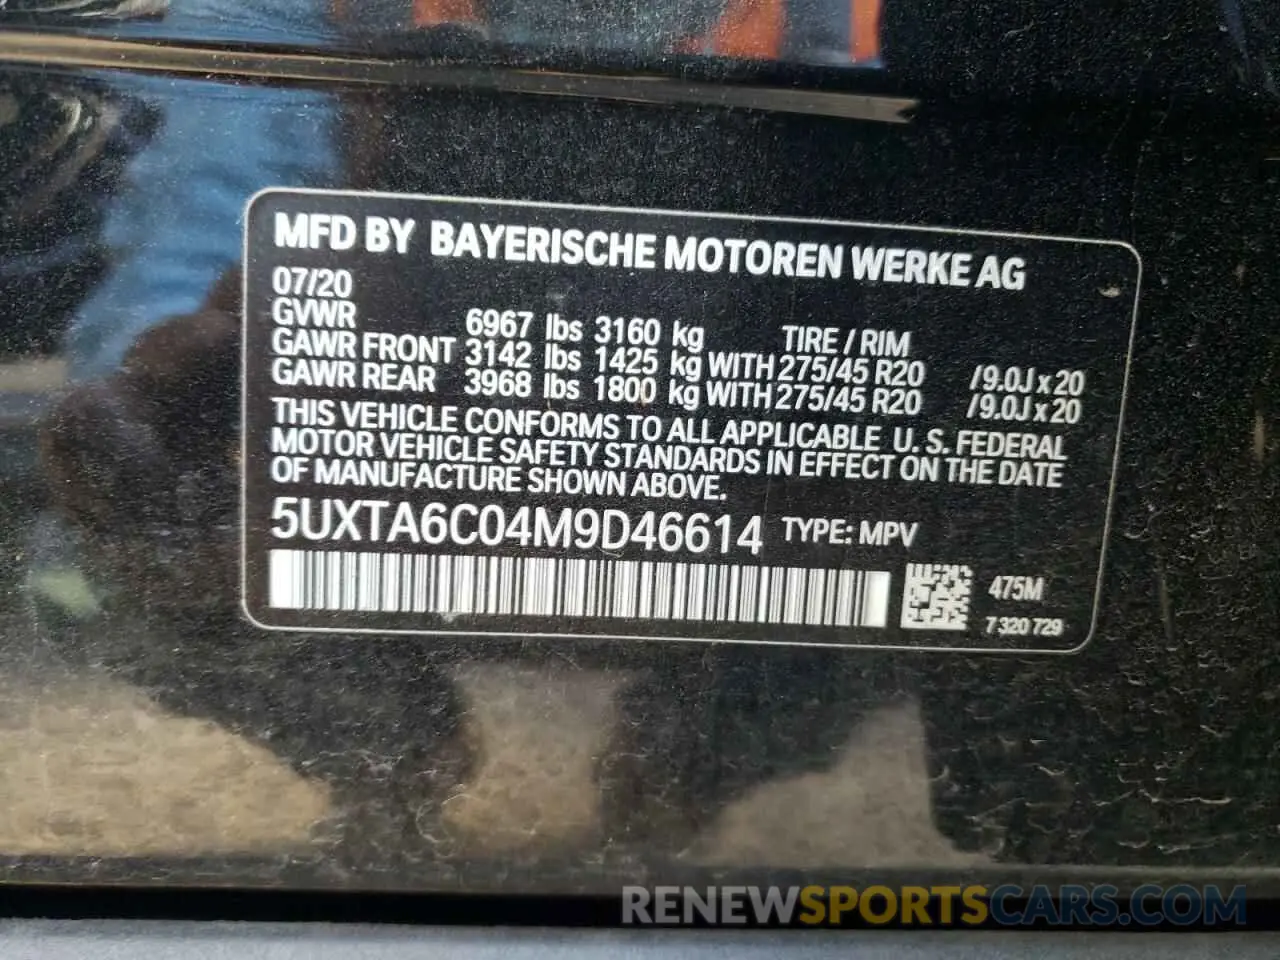 MFD BY BAYERISCHE MOTOREN WERKE AG
07/20
GVWR 6967 lbs 3160 kg TIRE / RIM
GAWR FRONT 3142 lbs 1425 kg WITH 275/45 R20 /9.0J x 20
GAWR REAR 3968 lbs 1800 kg WITH 275/45 R20 /9.0J x 20
THIS VEHICLE CONFORMS TO ALL APPLICABLE U.S. FEDERAL
MOTOR VEHICLE SAFETY STANDARDS IN EFFECT ON THE DATE
OF MANUFACTURE SHOWN ABOVE.
5UXTA6C04M9D46614 TYPE: MPV
475M
7 320 729
RENEWSPORTSCARS.COM